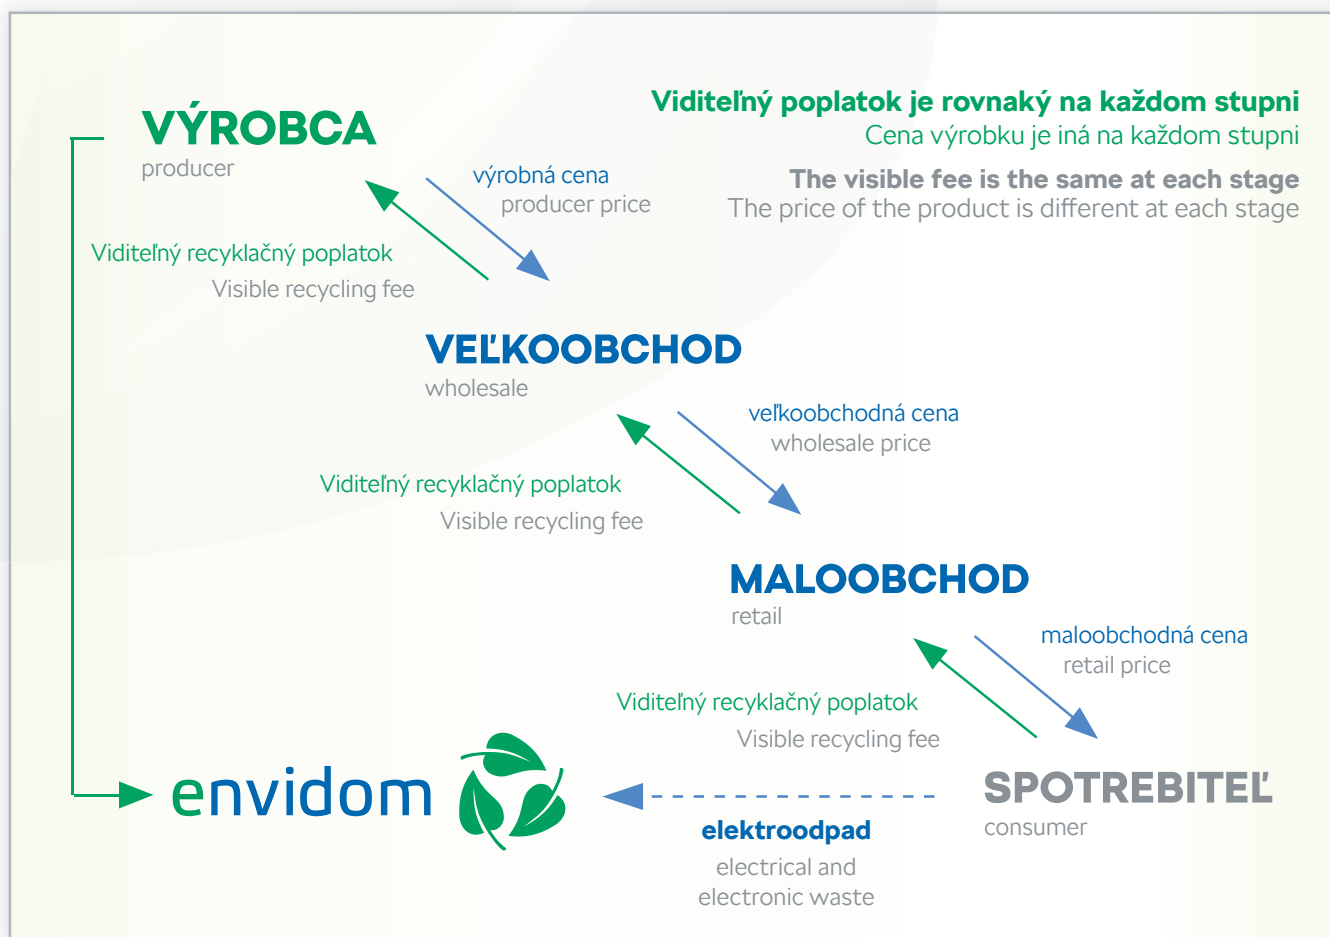 VÝROBCA
producer
Viditeľný poplatok je rovnaký na každom stupni
Cena výrobku je iná na každom stupni
The visible fee is the same at each stage
The price of the product is different at each stage
výrobná cena
producer price
Viditeľný recyklačný poplatok
Visible recycling fee
VEĽKOOBCHOD
wholesale
veľkoobchodná cena
wholesale price
Viditeľný recyklačný poplatok
Visible recycling fee
MALOOBCHOD
retail
maloobchodná cena
retail price
Viditeľný recyklačný poplatok
Visible recycling fee
envidom
SPOTREBITEĽ
consumer
elektroodpad
electrical and
electronic waste